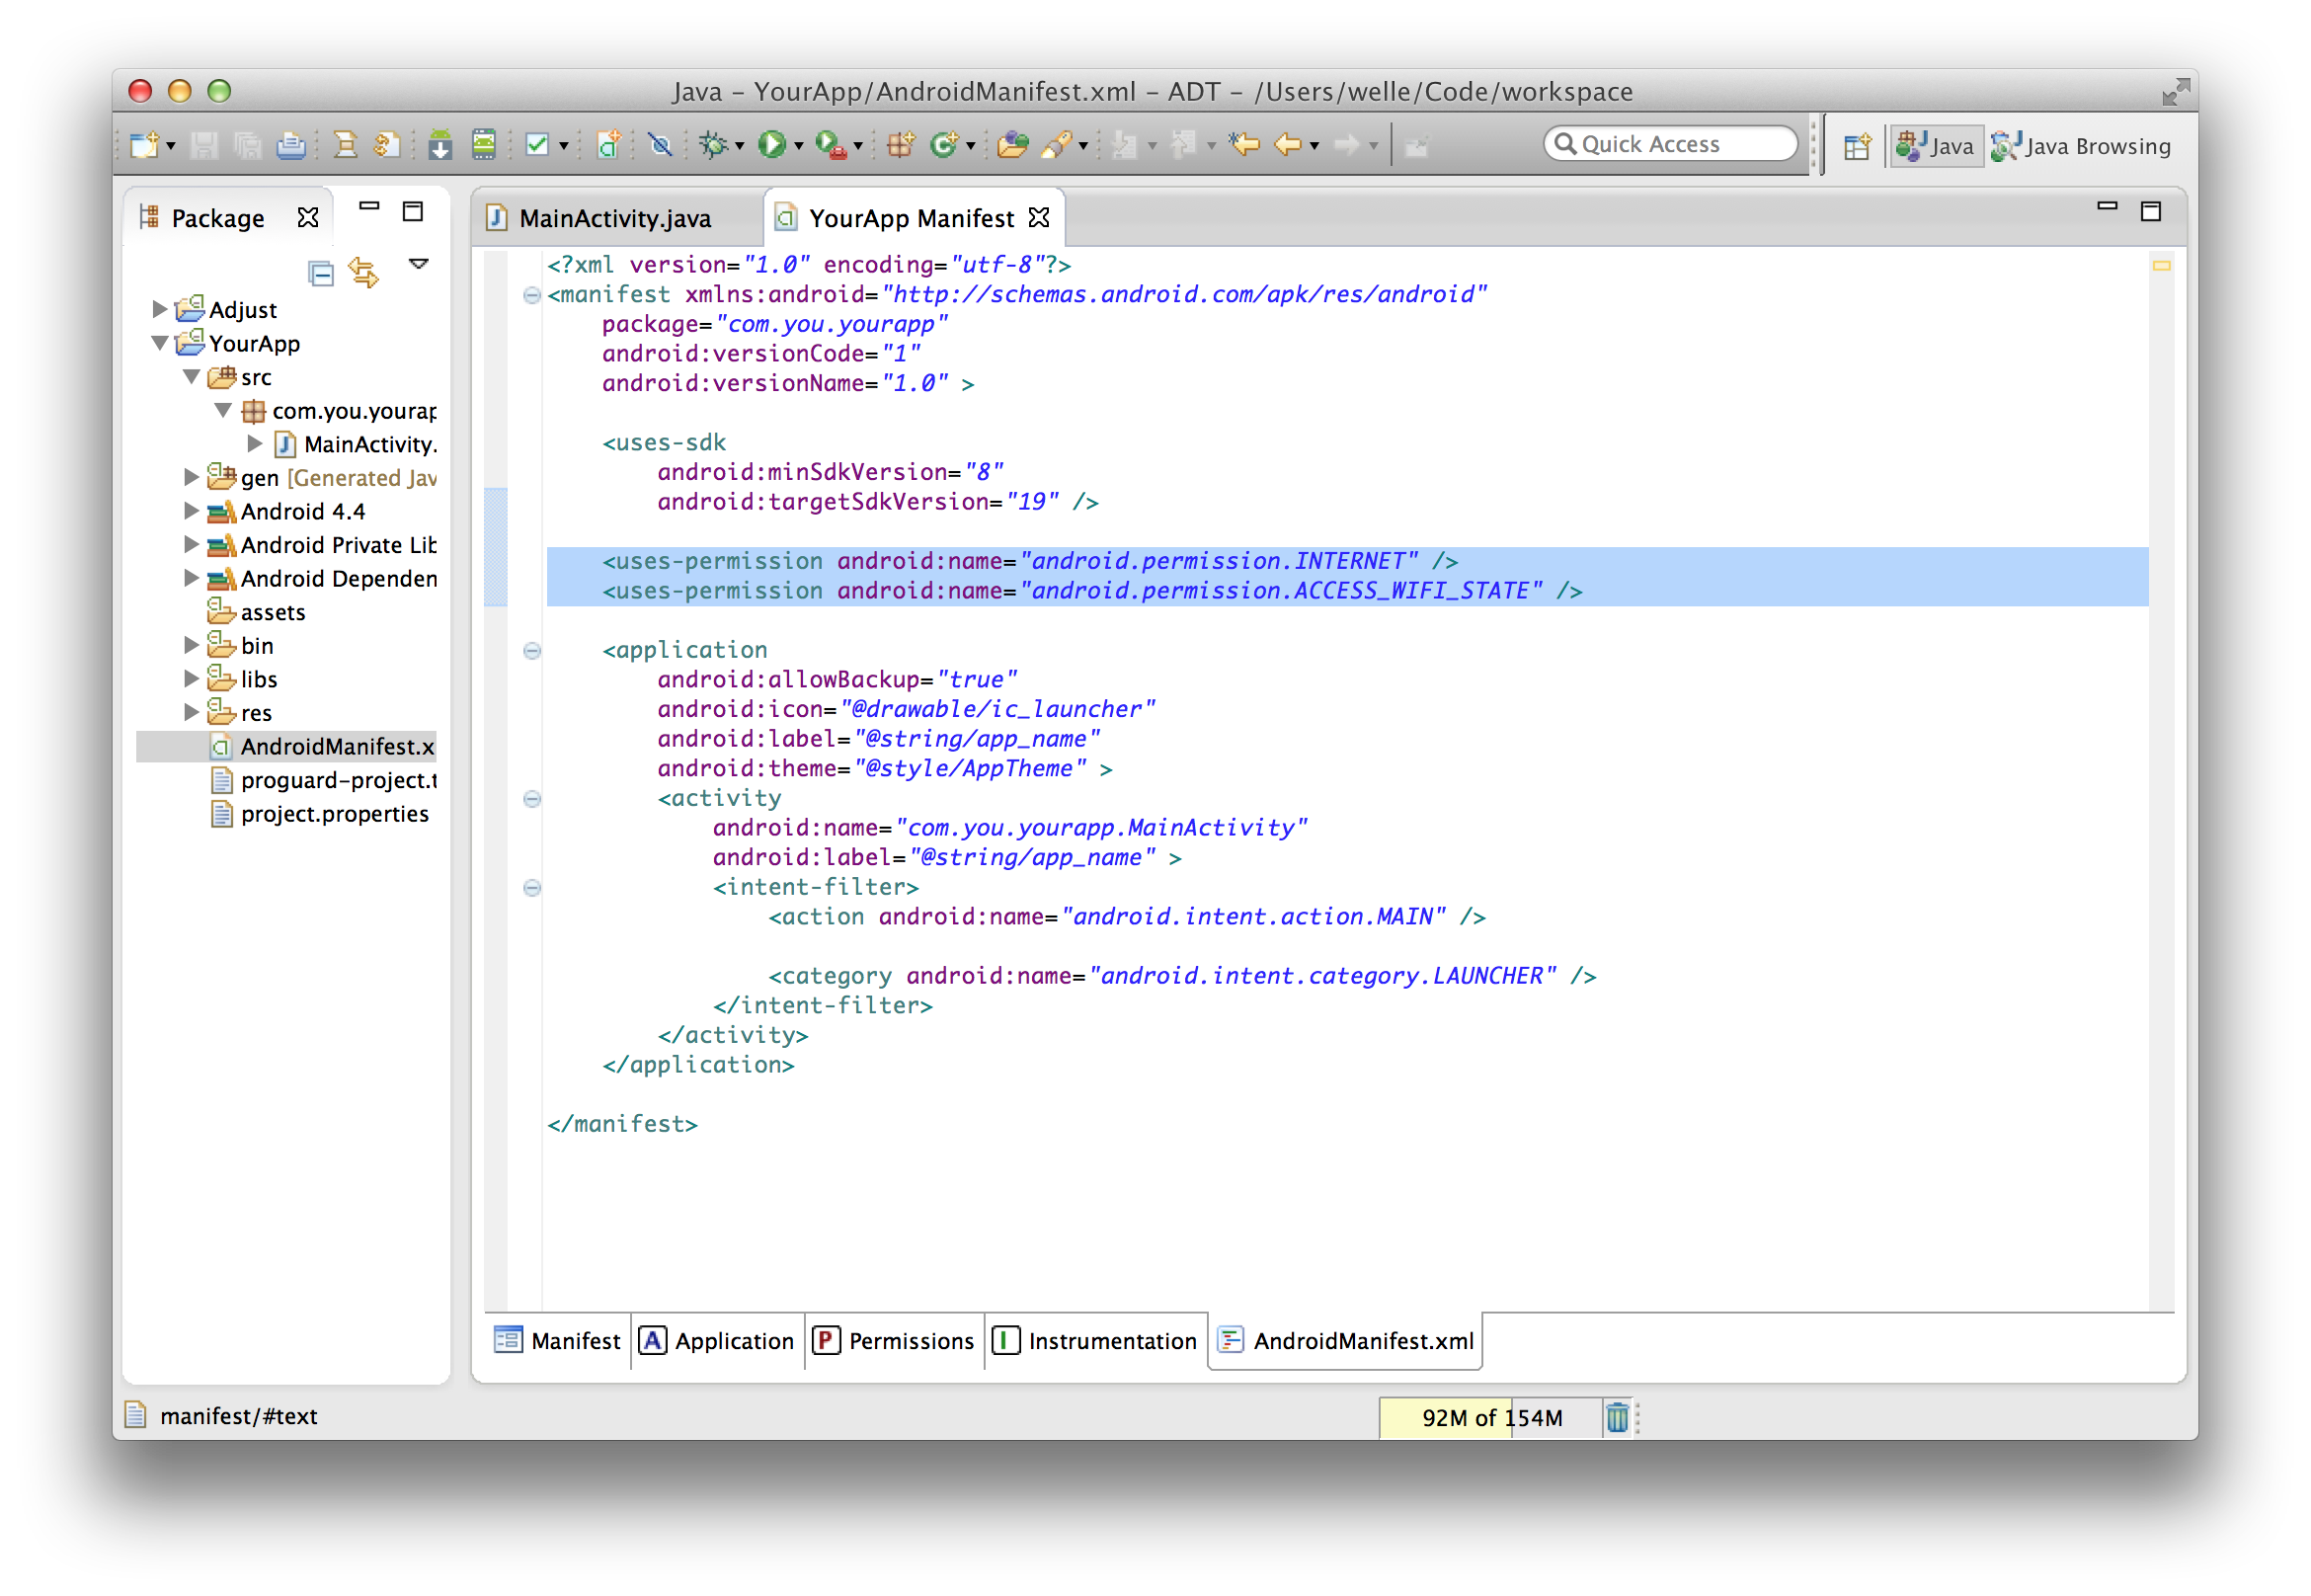 Java – YourApp/AndroidManifest.xml – ADT – /Users/welle/Code/workspace
Quick Access
Java
Java Browsing
Package
MainActivity.java
YourApp Manifest
Adjust
YourApp
src
com.you.yourap
MainActivity.
gen [Generated Jav
Android 4.4
Android Private Lib
Android Dependen
assets
bin
libs
res
AndroidManifest.x
proguard-project.t
project.properties
<?xml version="1.0" encoding="utf-8"?>
<manifest xmlns:android="http://schemas.android.com/apk/res/android"
    package="com.you.yourapp"
    android:versionCode="1"
    android:versionName="1.0" >
    <uses-sdk
        android:minSdkVersion="8"
        android:targetSdkVersion="19" />
    <uses-permission android:name="android.permission.INTERNET" />
    <uses-permission android:name="android.permission.ACCESS_WIFI_STATE" />
    <application
        android:allowBackup="true"
        android:icon="@drawable/ic_launcher"
        android:label="@string/app_name"
        android:theme="@style/AppTheme" >
        <activity
            android:name="com.you.yourapp.MainActivity"
            android:label="@string/app_name" >
            <intent-filter>
                <action android:name="android.intent.action.MAIN" />
                <category android:name="android.intent.category.LAUNCHER" />
            </intent-filter>
        </activity>
    </application>
</manifest>
Manifest
A Application
P Permissions
I Instrumentation
AndroidManifest.xml
manifest/#text
92M of 154M